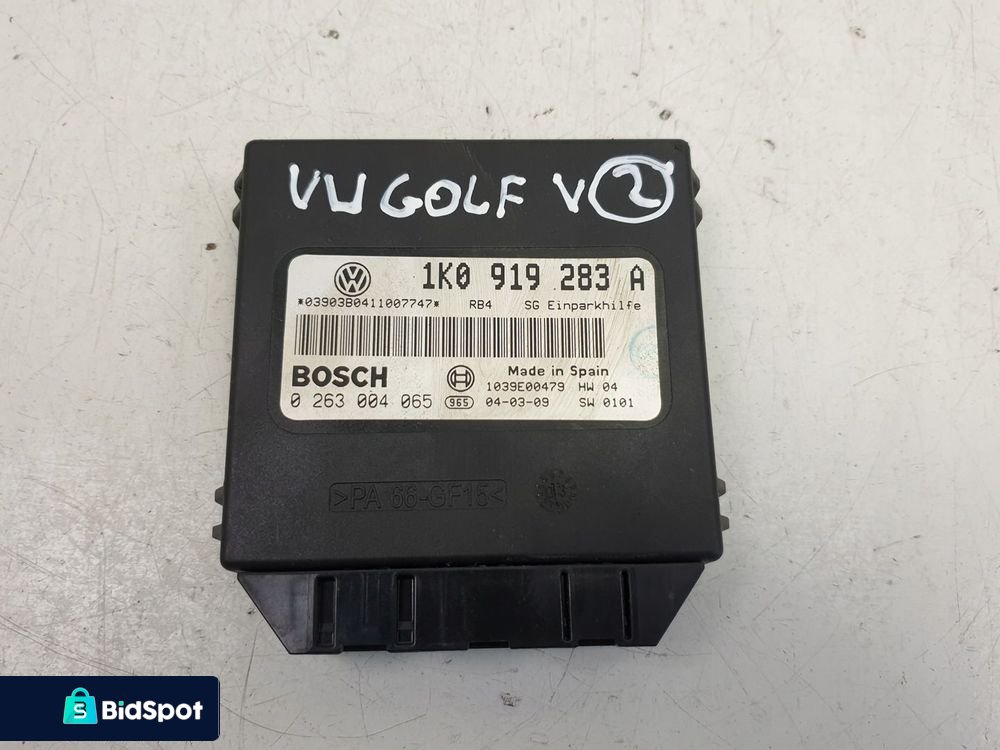 VW GOLF V 2
1K0 919 283 A
*03903B0411007747* RB4 SG Einparkhilfe
BOSCH Made in Spain
1039E00479 HW 04
0 263 004 065 965 04-03-09 SW 0101
>PA 66-GF15<
BidSpot